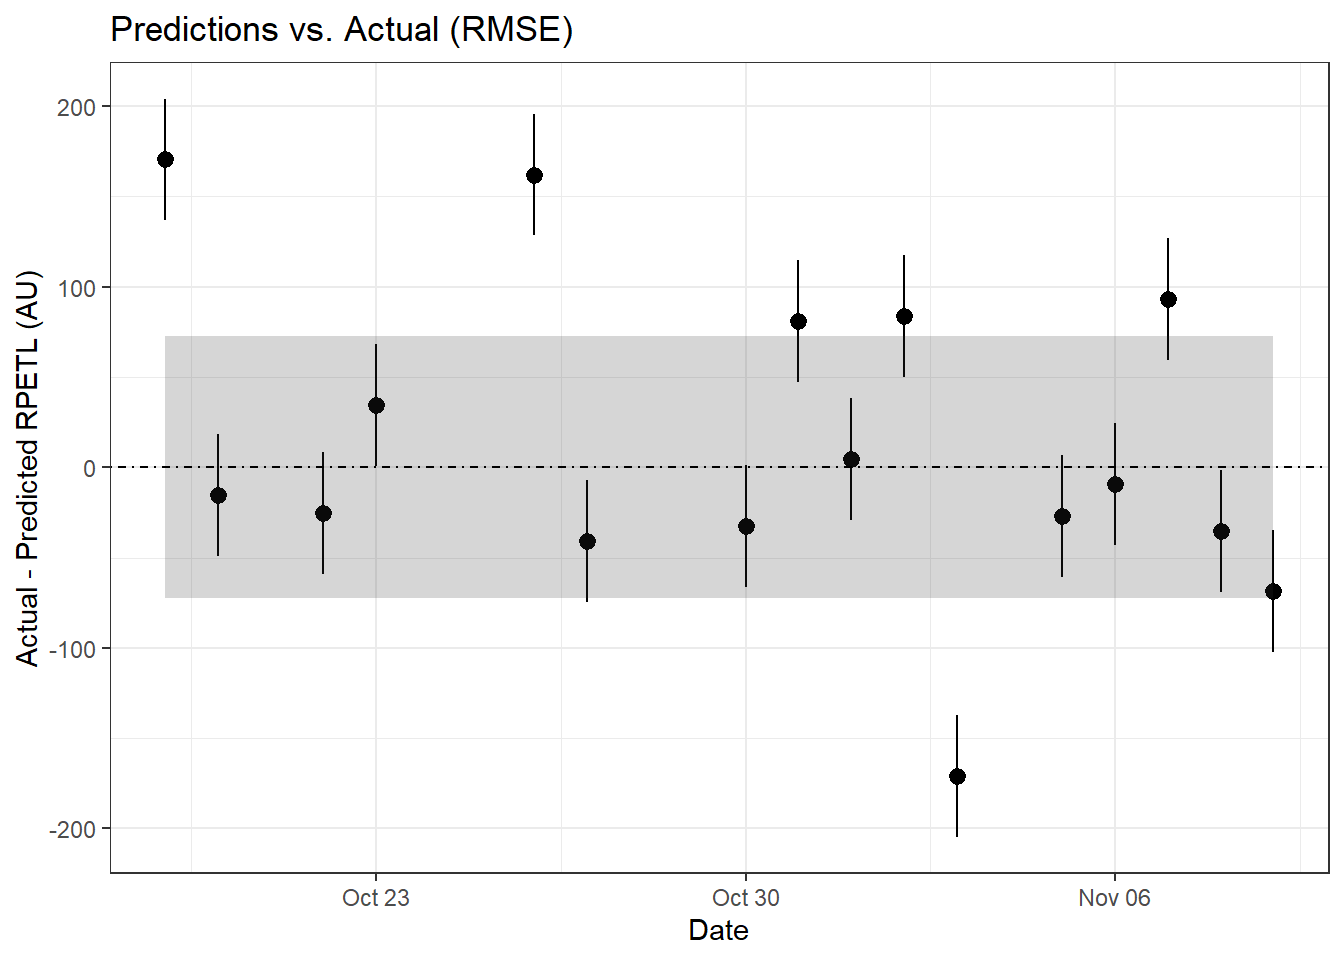 Predictions vs. Actual (RMSE)
Actual - Predicted RPETL (AU)
200
100
0
-100
-200
Oct 23
Oct 30
Nov 06
Date